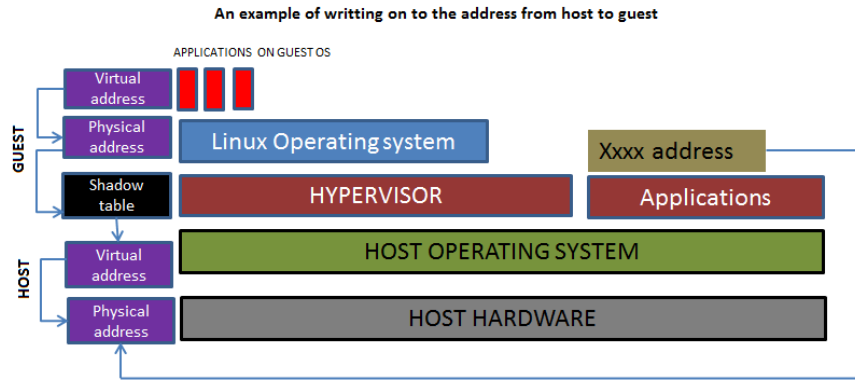 An example of writting on to the address from host to guest
APPLICATIONS ON GUEST OS
Virtual
address
GUEST
Physical
address
Linux Operating system
Xxxx address
Shadow
table
HYPERVISOR
Applications
Virtual
address
HOST OPERATING SYSTEM
HOST
Physical
address
HOST HARDWARE